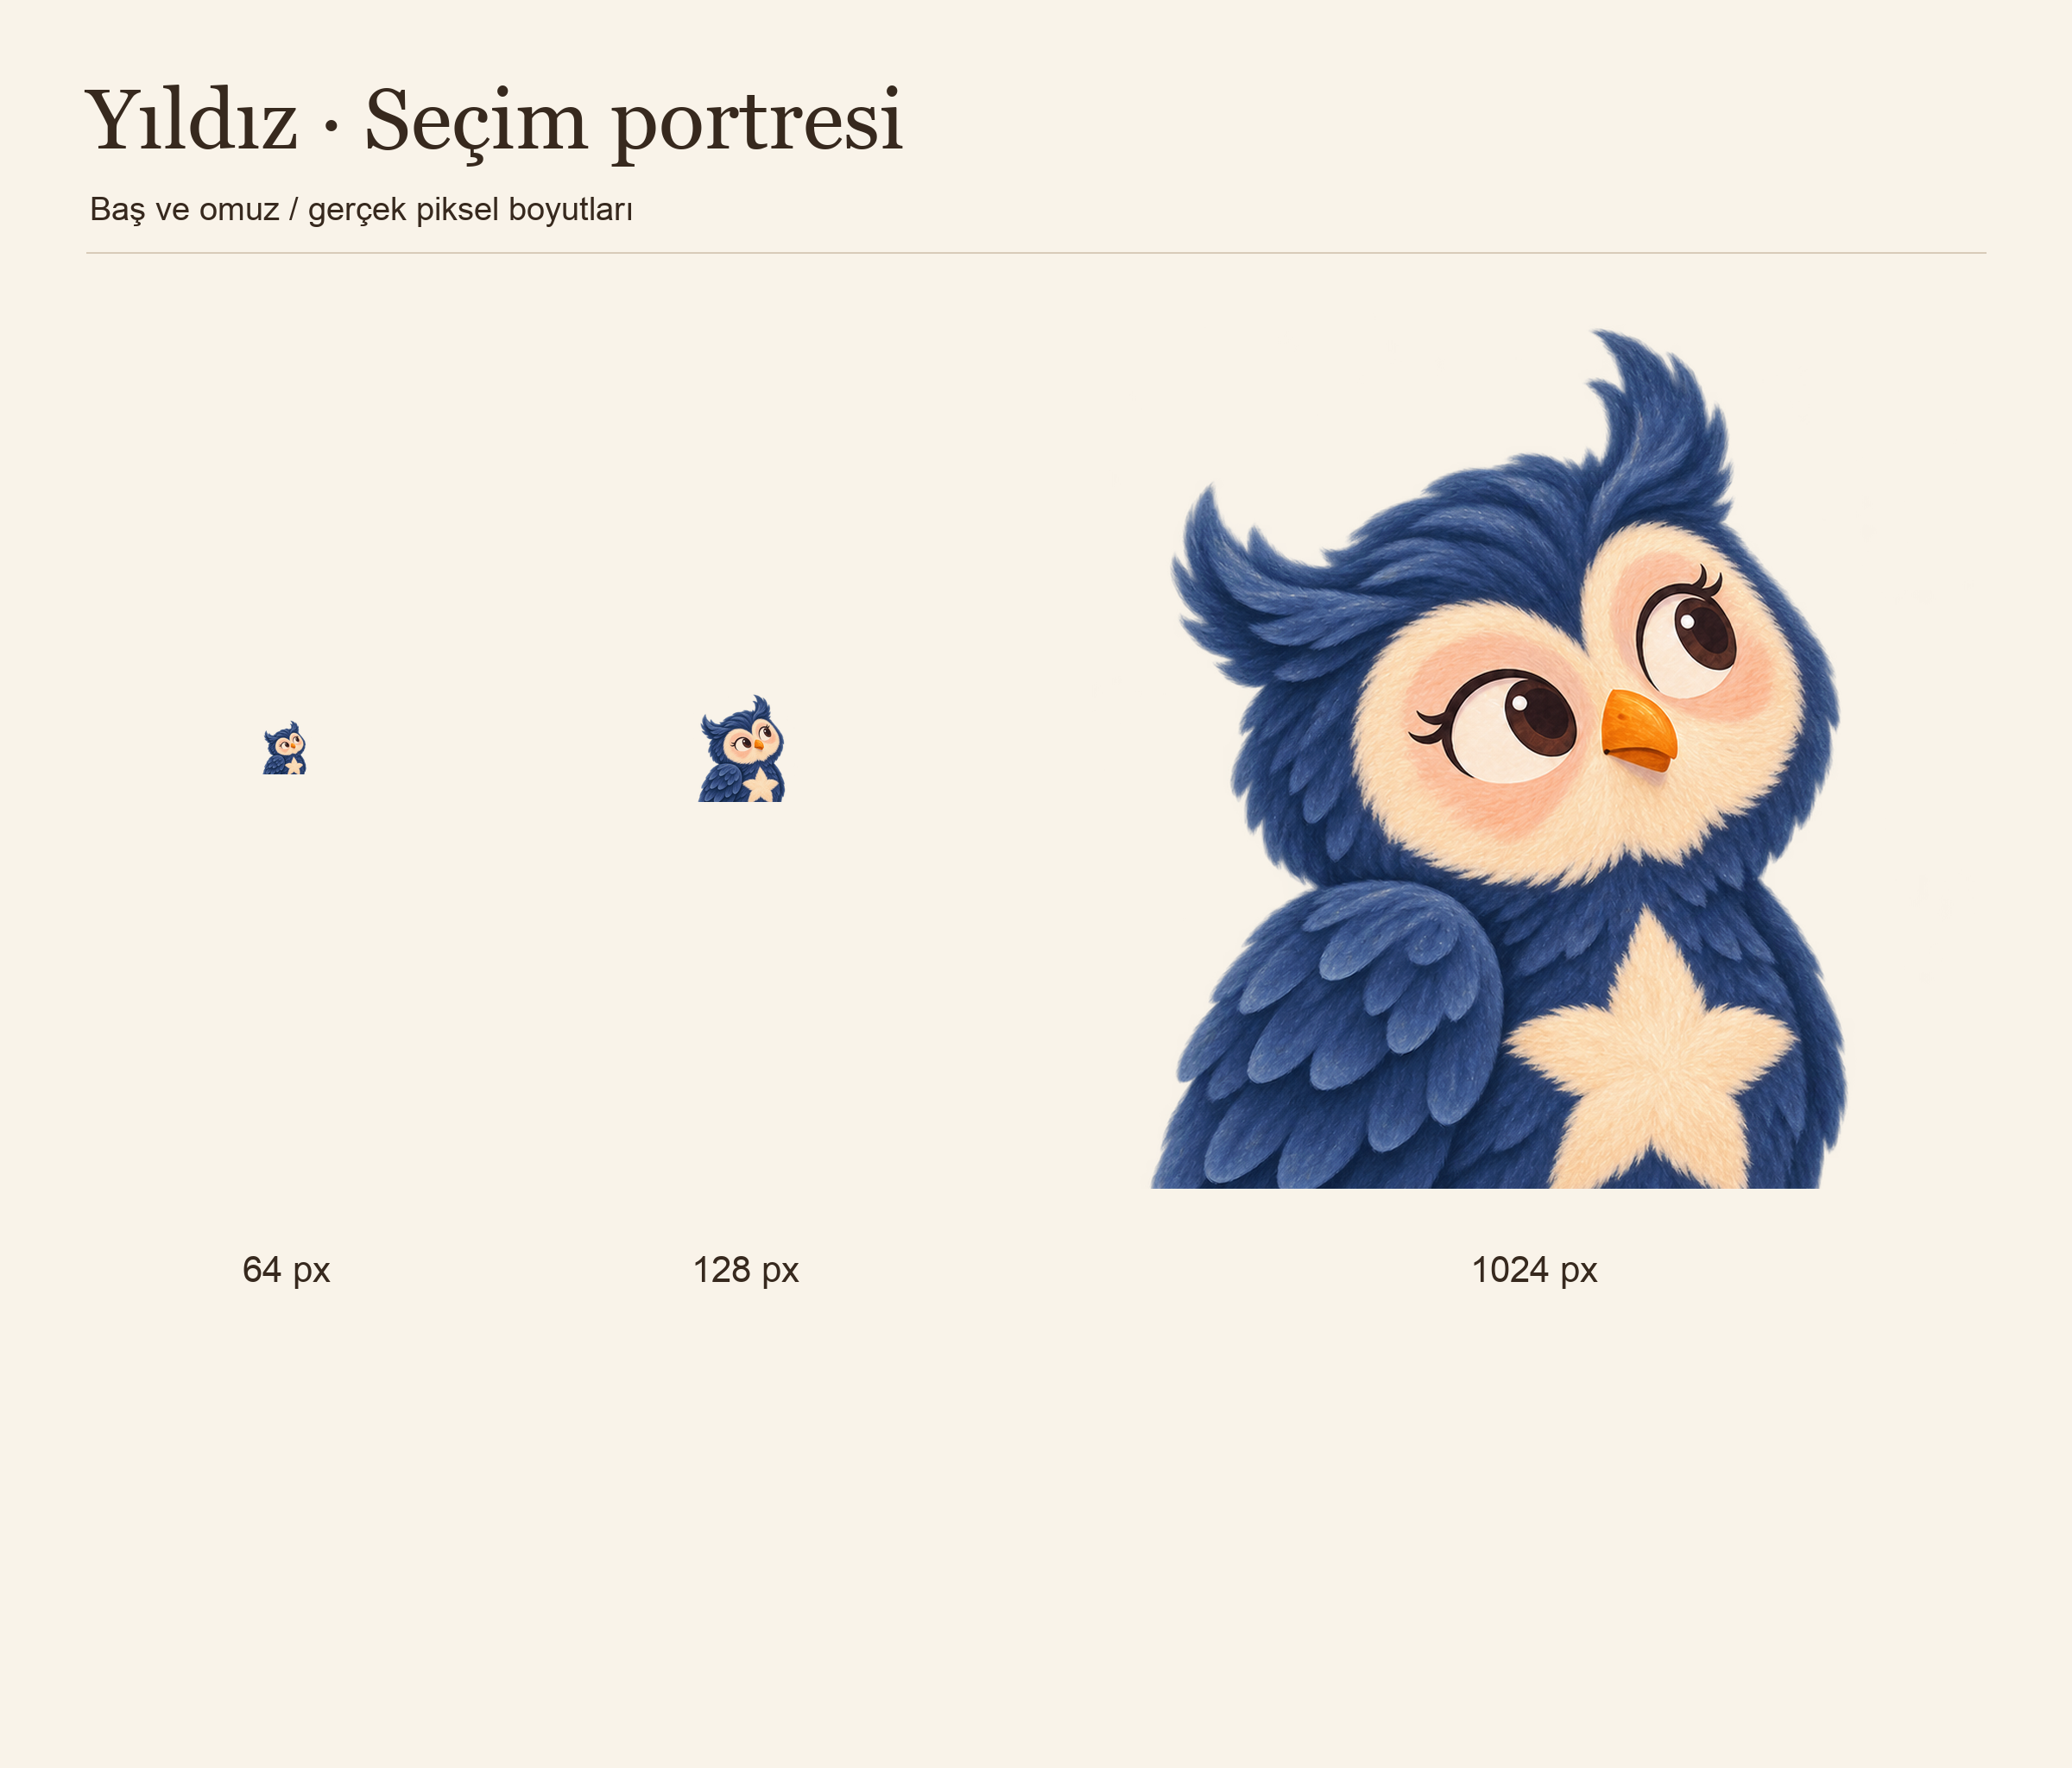 Yıldız · Seçim portresi
Baş ve omuz / gerçek piksel boyutları
64 px
128 px
1024 px